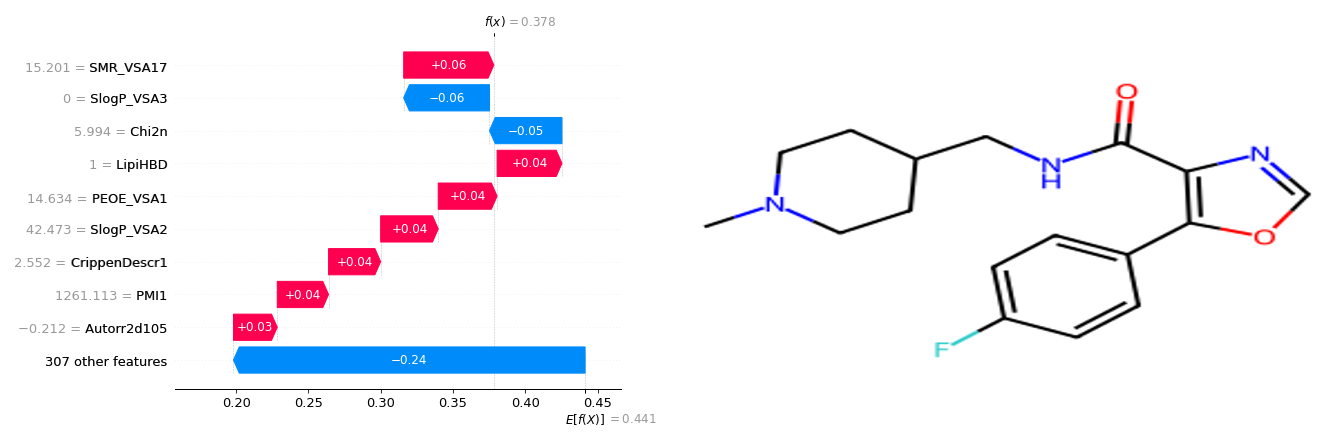 f(x) = 0.378
15.201 = SMR_VSA17
+0.06
0 = SlogP_VSA3
−0.06
5.994 = Chi2n
−0.05
1 = LipiHBD
+0.04
14.634 = PEOE_VSA1
+0.04
42.473 = SlogP_VSA2
+0.04
2.552 = CrippenDescr1
+0.04
1261.113 = PMI1
+0.04
−0.212 = Autorr2d105
+0.03
307 other features
−0.24
0.20 0.25 0.30 0.35 0.40 0.45
E[f(X)] = 0.441
O
N
N
H
N
O
F